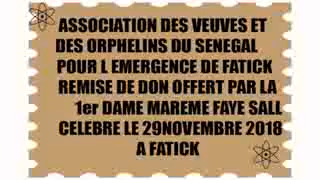 ASSOCIATION DES VEUVES ET
DES ORPHELINS DU SENEGAL
POUR L EMERGENCE DE FATICK
REMISE DE DON OFFERT PAR LA
1er DAME MAREME FAYE SALL
CELEBRE LE 29NOVEMBRE 2018
A FATICK